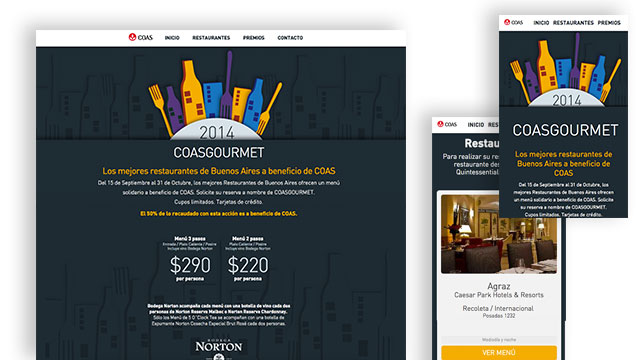 COAS
INICIO RESTAURANTES PREMIOS CONTACTO
2014
COASGOURMET
Los mejores restaurantes de Buenos Aires a beneficio de COAS
Del 15 de Septiembre al 31 de Octubre, los mejores Restaurantes de Buenos Aires ofrecen un menú
solidario a beneficio de COAS. Solicite su reserva a nombre de COASGOURMET.
Cupos limitados. Tarjetas de crédito.
El 50% de lo recaudado con esta acción es a beneficio de COAS.
Menú 3 pasos
Entrada / Plato Caliente / Postre
Incluye vino Bodega Norton
$290
por persona
Menú 2 pasos
Plato Caliente / Postre
Incluye vino Bodega Norton
$220
por persona
Bodega Norton acompaña cada menú con una botella de vino cada dos
personas de Norton Reserva Malbec o Norton Reserva Chardonnay.
Sólo los Menús de 5 O´Clock Tea se acompañan con una botella de
Espumante Norton Cosecha Especial Brut Rosé cada dos personas.
BODEGA
NORTON
COAS
INICIO RES
Restau
Para realizar su res
restaurante des
Quintessential
Agraz
Caesar Park Hotels & Resorts
Recoleta / Internacional
Posadas 1232
Mediodía y noche
VER MENÚ
COAS
INICIO RESTAURANTES PREMIOS
2014
COASGOURMET
Los mejores restaurantes de
Buenos Aires a beneficio de
COAS
Del 15 de Septiembre al 31 de Octubre, los
mejores Restaurantes de Buenos Aires ofrecen
un menú solidario a beneficio de COAS. Solicite
su reserva a nombre de COASGOURMET.
Cupos limitados. Tarjetas de crédito.